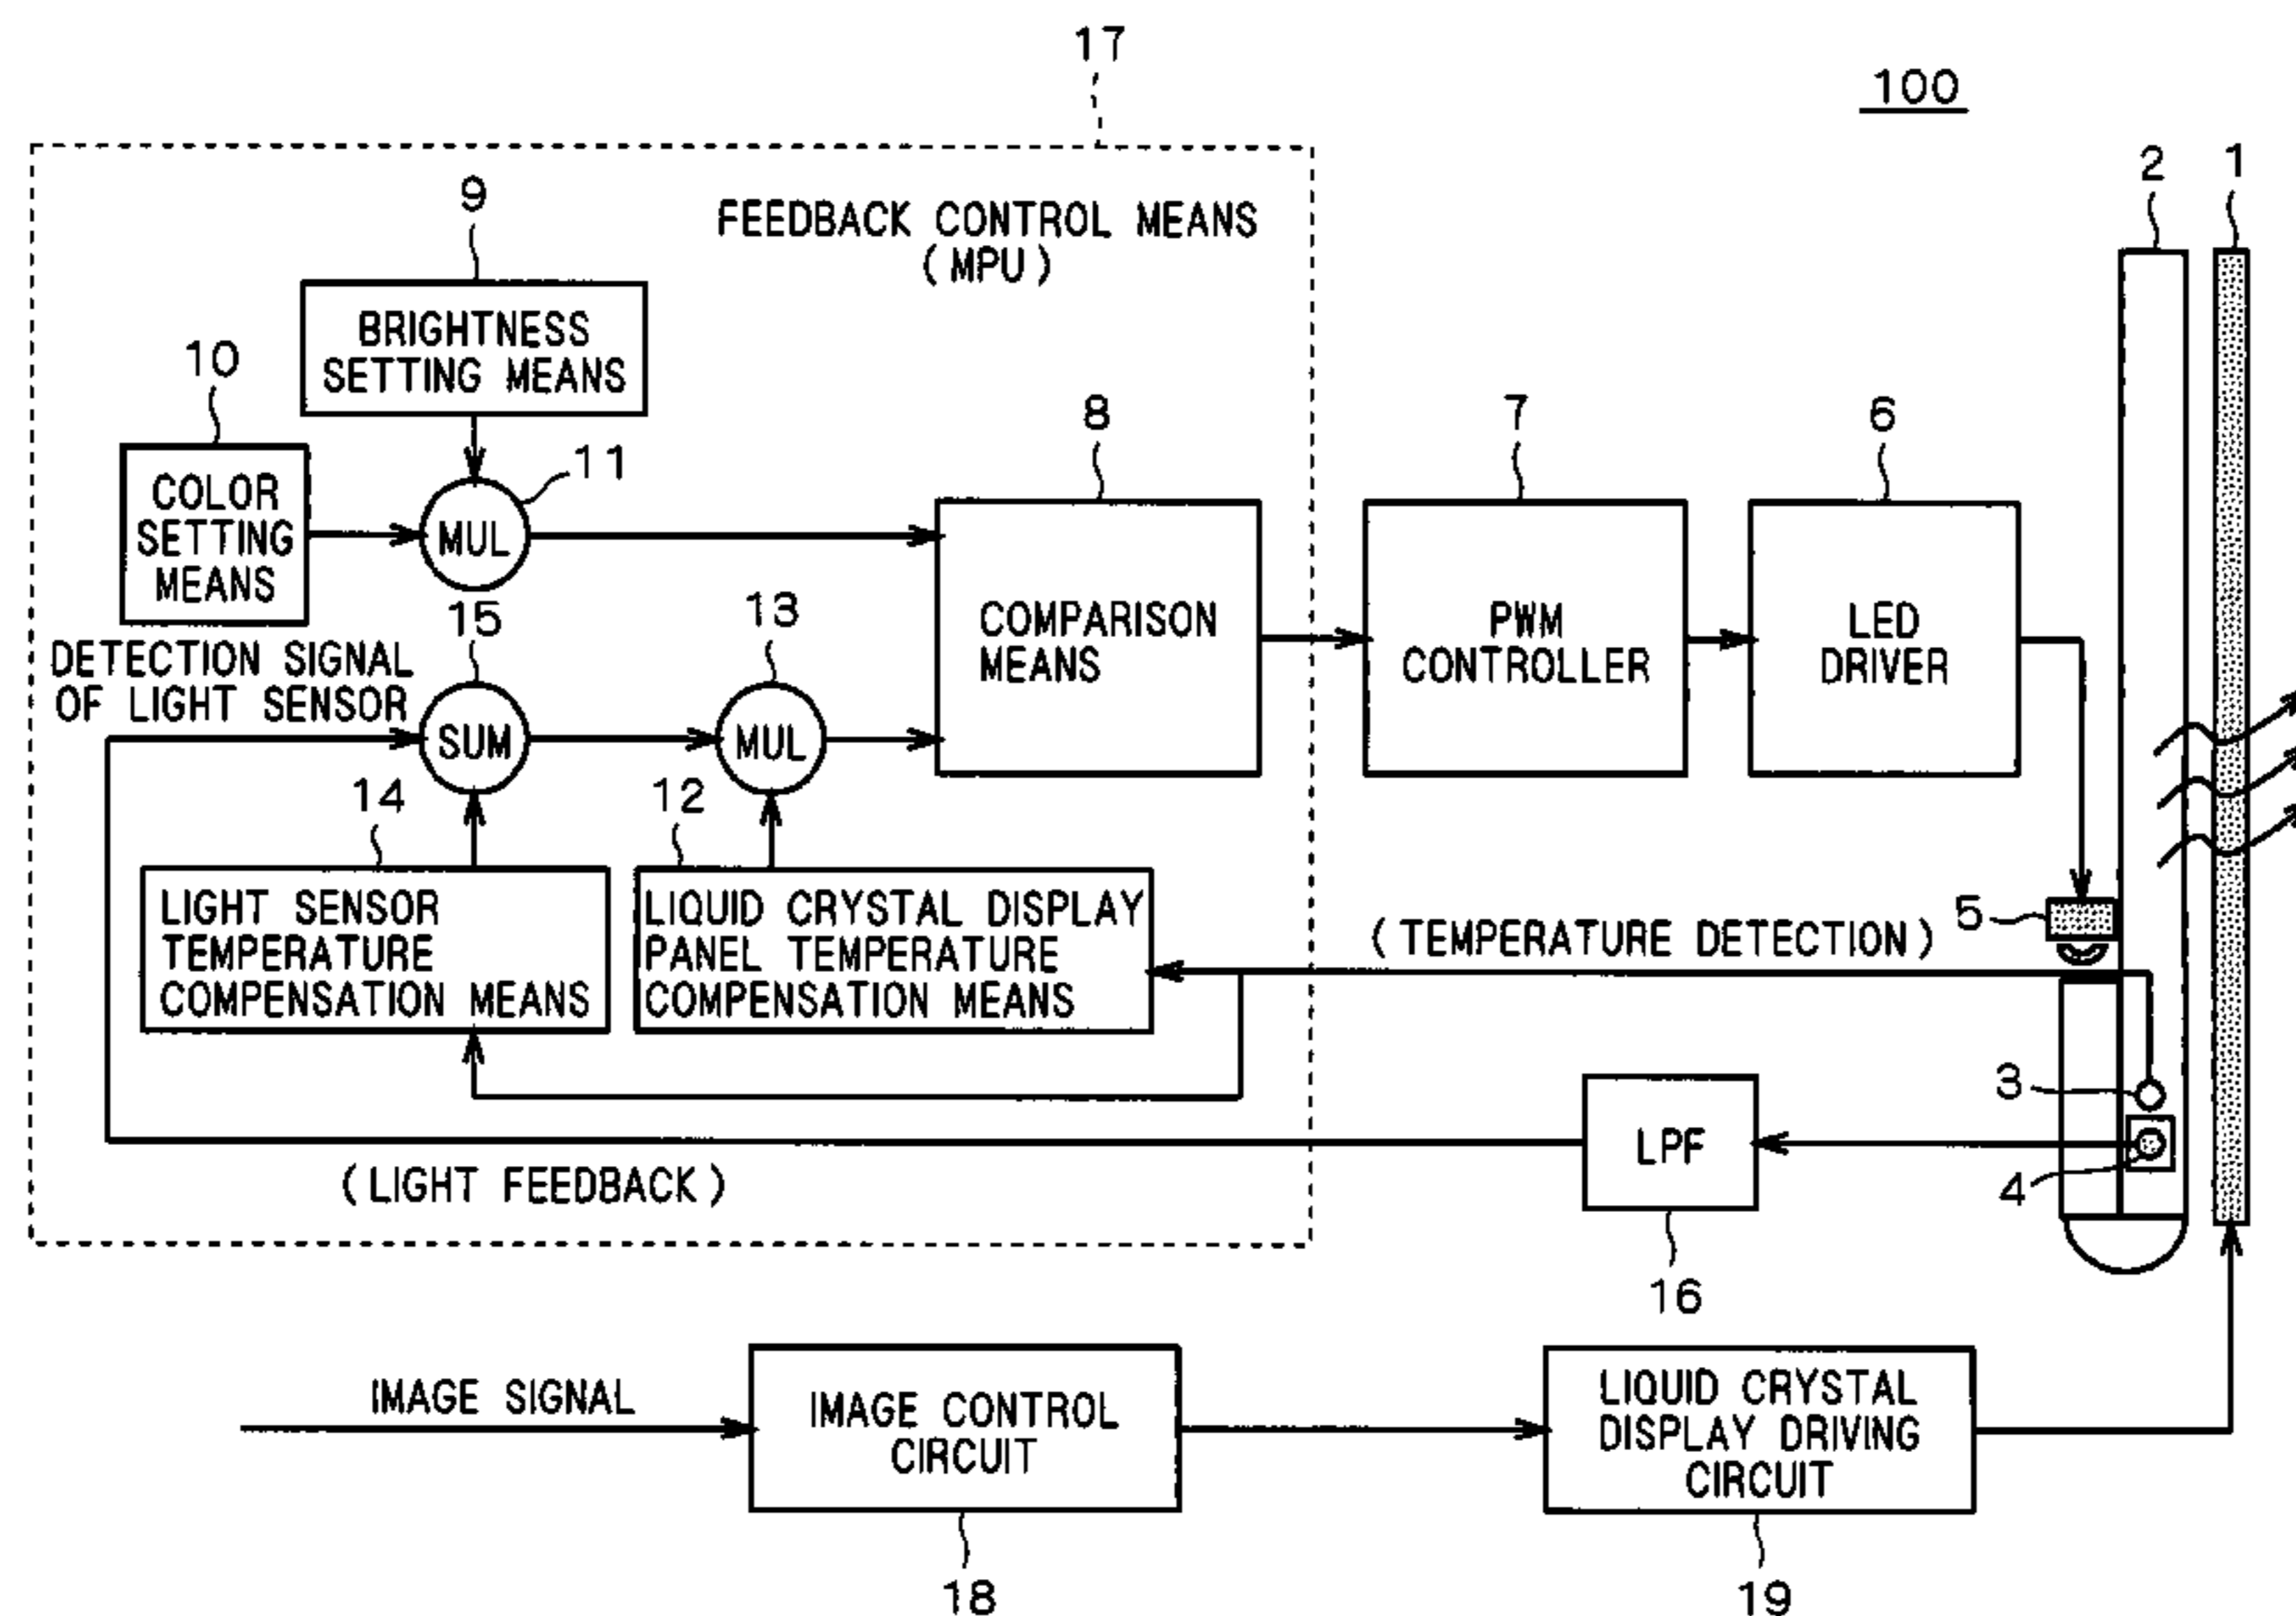 17
100
2
1
9
FEEDBACK CONTROL MEANS
(MPU)
BRIGHTNESS
SETTING MEANS
10
8
7
6
11
COLOR
SETTING
MEANS
MUL
15
13
COMPARISON
MEANS
PWM
CONTROLLER
LED
DRIVER
DETECTION SIGNAL
OF LIGHT SENSOR
SUM
MUL
14
12
LIGHT SENSOR
TEMPERATURE
COMPENSATION MEANS
LIQUID CRYSTAL DISPLAY
PANEL TEMPERATURE
COMPENSATION MEANS
5
(TEMPERATURE DETECTION)
3
LPF
4
(LIGHT FEEDBACK)
16
IMAGE SIGNAL
IMAGE CONTROL
CIRCUIT
LIQUID CRYSTAL
DISPLAY DRIVING
CIRCUIT
18
19